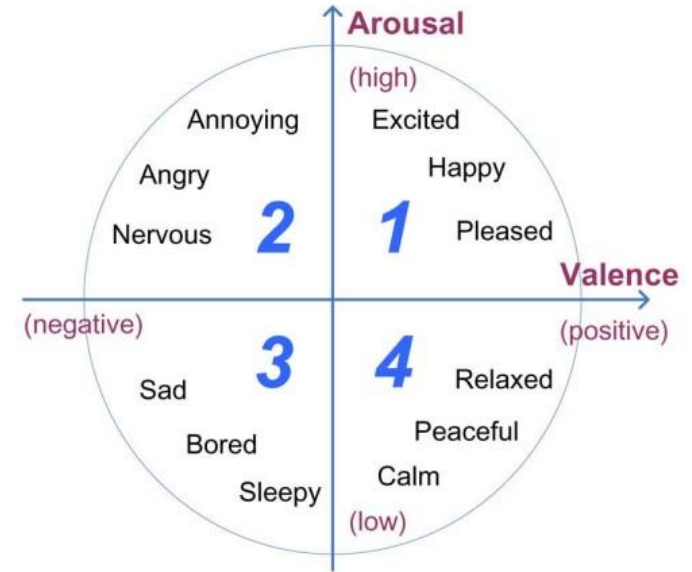 Arousal
(high)
Annoying
Excited
Happy
Angry
2
1
Nervous
Pleased
Valence
(negative)
(positive)
3
4
Sad
Relaxed
Peaceful
Bored
Calm
Sleepy
(low)